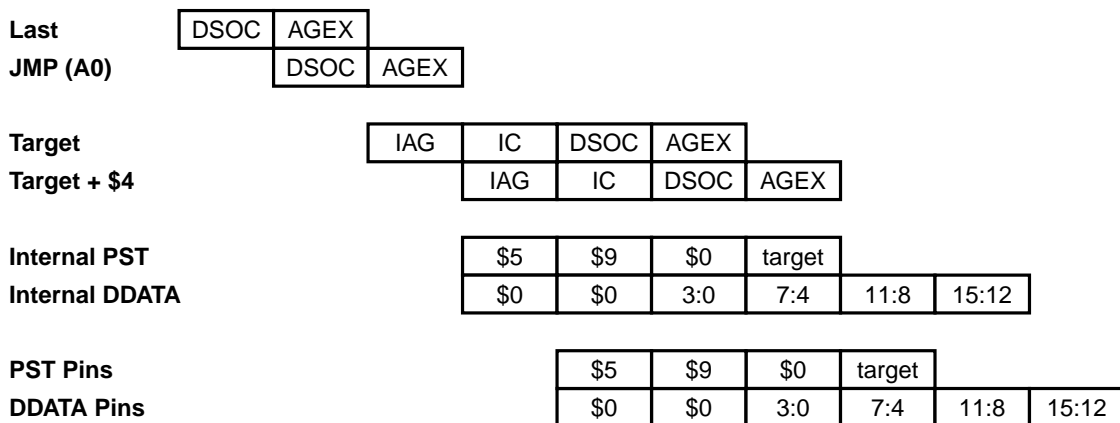 Last DSOC AGEX
JMP (A0) DSOC AGEX
Target IAG IC DSOC AGEX
Target + $4 IAG IC DSOC AGEX
Internal PST $5 $9 $0 target
Internal DDATA $0 $0 3:0 7:4 11:8 15:12
PST Pins $5 $9 $0 target
DDATA Pins $0 $0 3:0 7:4 11:8 15:12